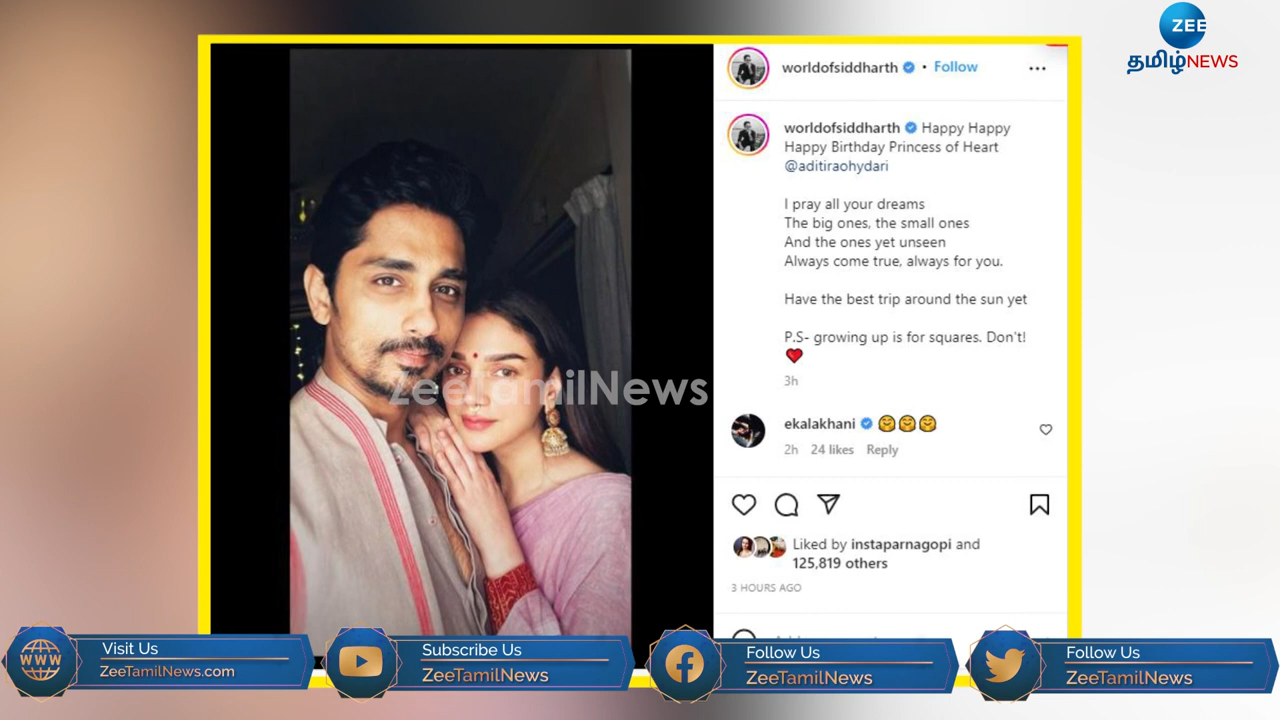 ZEE
தமிழ்NEWS
worldofsiddharth • Follow
worldofsiddharth Happy Happy
Happy Birthday Princess of Heart
@aditiraohydari
I pray all your dreams
The big ones, the small ones
And the ones yet unseen
Always come true, always for you.
Have the best trip around the sun yet
P.S- growing up is for squares. Don't!
❤️
3h
ekalakhani 🤗🤗🤗
2h 24 likes Reply
Liked by instaparnagopi and
125,819 others
3 HOURS AGO
ZeeTamilNews
WWW
Visit Us
ZeeTamilNews.com
Subscribe Us
ZeeTamilNews
Follow Us
ZeeTamilNews
Follow Us
ZeeTamilNews